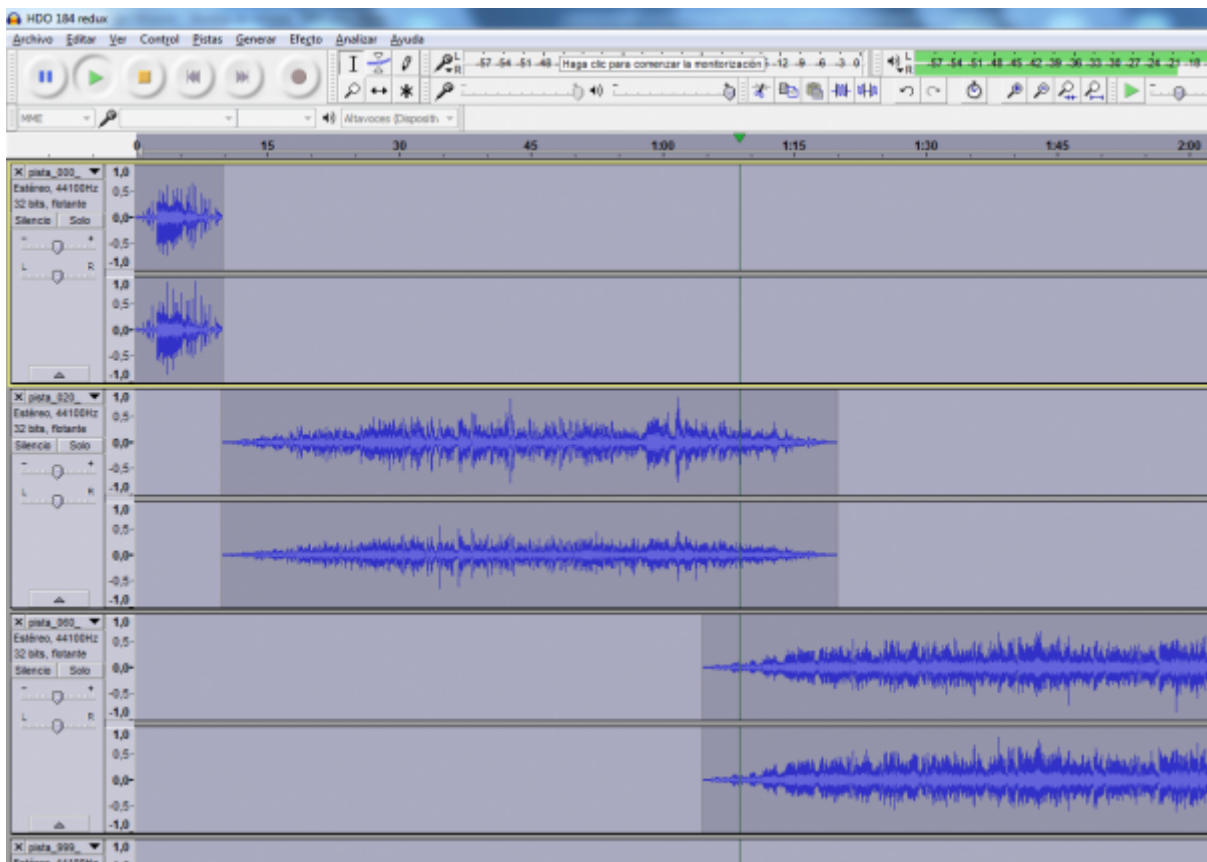 HDO 184 redux
Archivo Editar Ver Control Pistas Generar Efecto Analizar Ayuda
L R -57 -54 -51 -48 Haga clic para comenzar la monitorización -12 -9 -6 -3 0 L R -57 -54 -51 -48 -45 -42 -39 -36 -33 -30 -27 -24 -21 -18
MME Altavoces (Disposith
0 15 30 45 1:00 1:15 1:30 1:45 2:00
X pista_000_ 1,0
Estéreo, 44100Hz 0,5
32 bits, flotante
Silencio Solo 0,0
- + -0,5
L R -1,0
1,0
0,5
0,0
-0,5
-1,0
X pista_020_ 1,0
Estéreo, 44100Hz 0,5
32 bits, flotante
Silencio Solo 0,0
- + -0,5
L R -1,0
1,0
0,5
0,0
-0,5
-1,0
X pista_060_ 1,0
Estéreo, 44100Hz 0,5
32 bits, flotante
Silencio Solo 0,0
- + -0,5
L R -1,0
1,0
0,5
0,0
-0,5
-1,0
X pista_999_ 1,0
Estéreo, 44100Hz